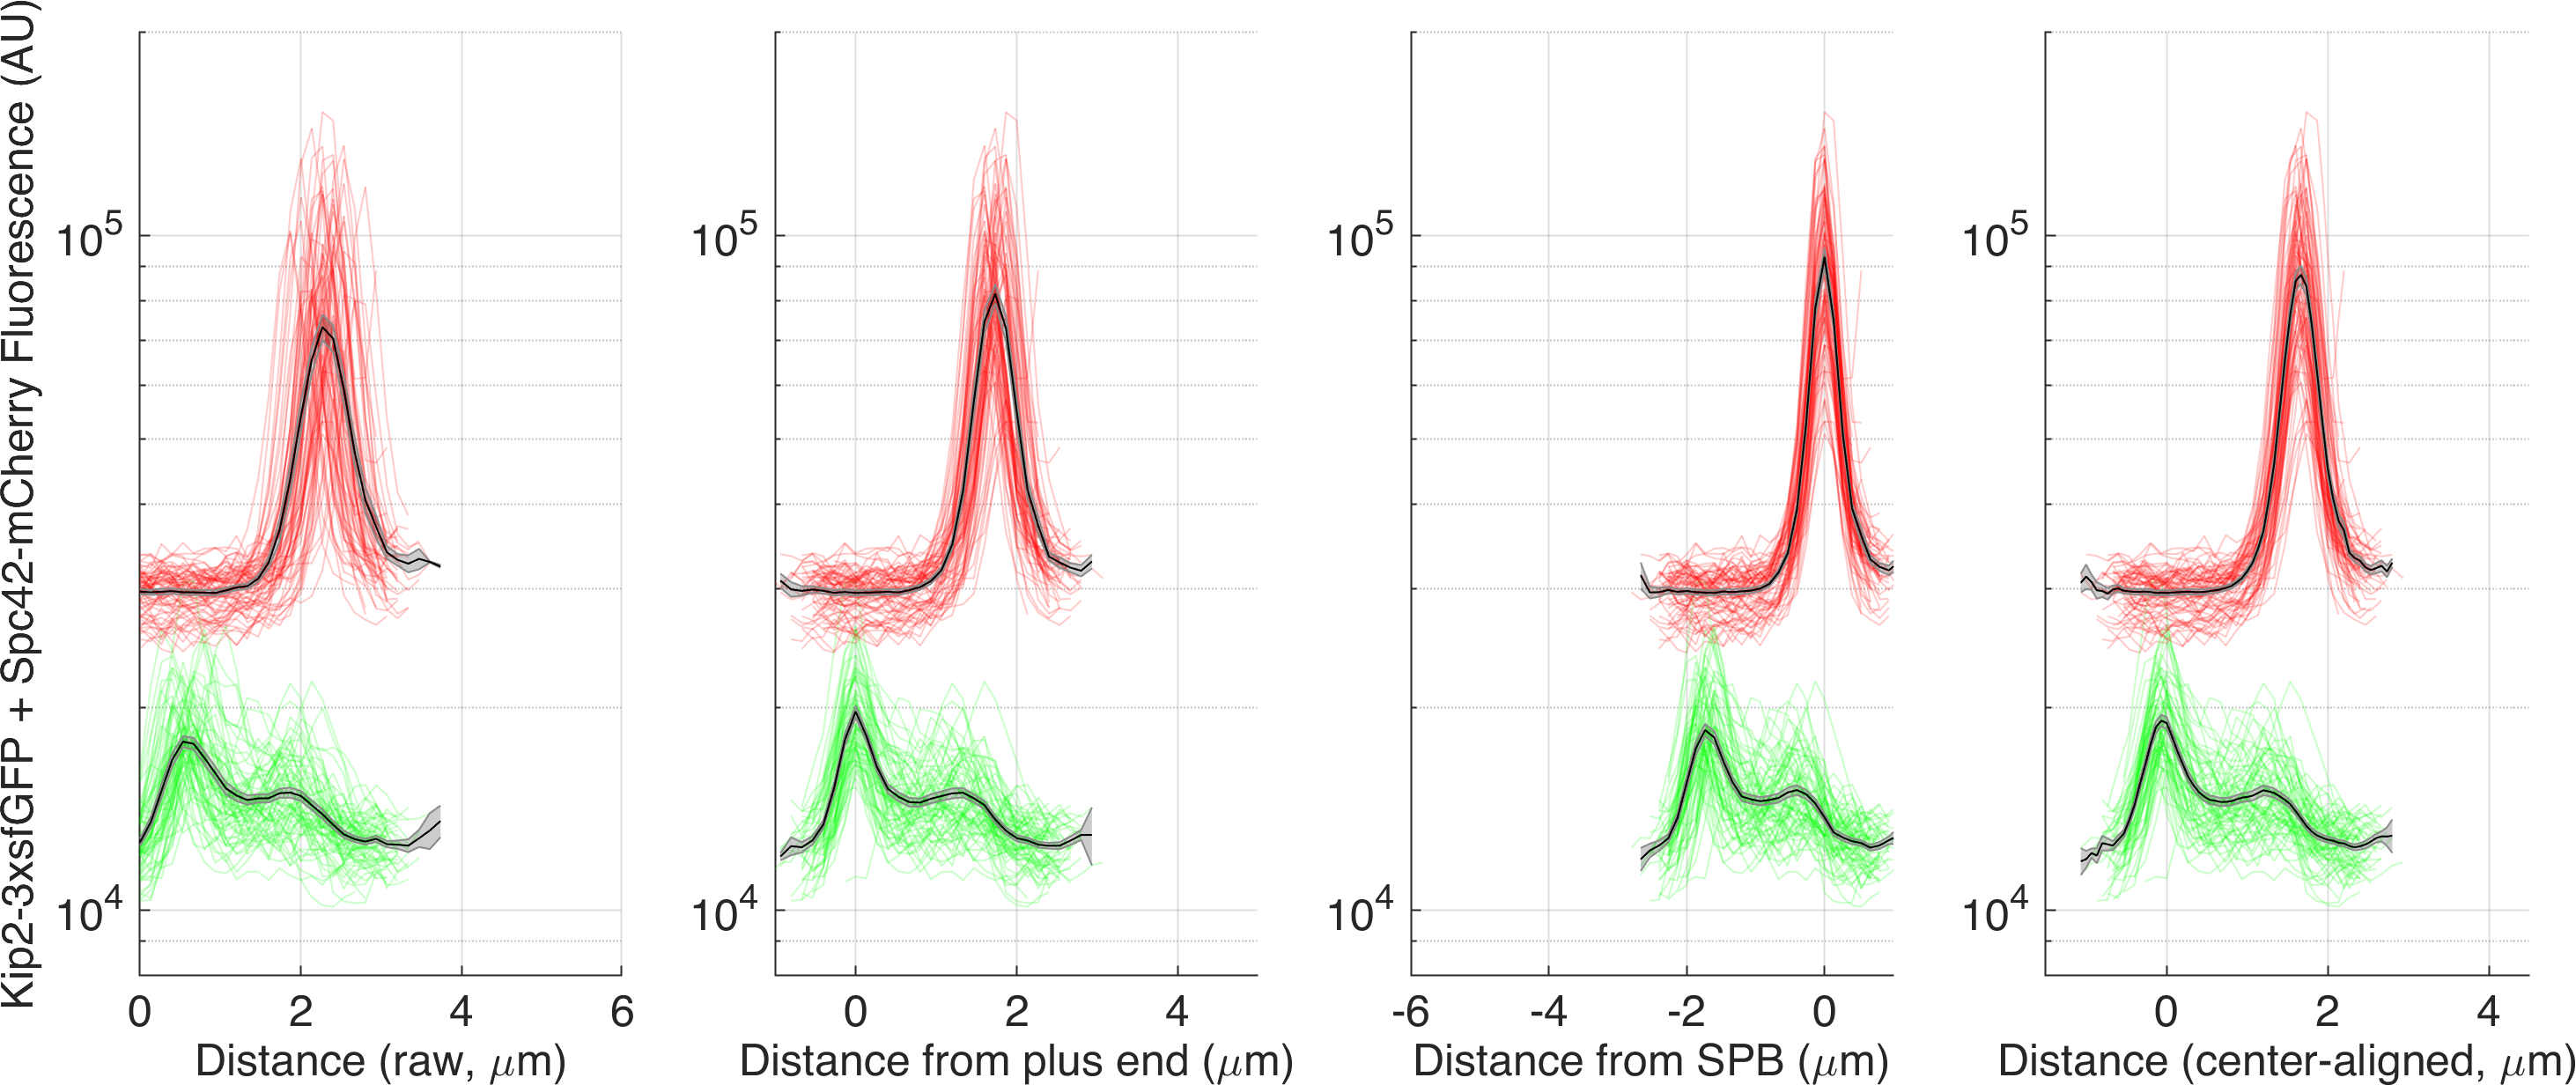 Kip2-3xsfGFP + Spc42-mCherry Fluorescence (AU)
10^5
10^4
0 2 4 6
Distance (raw, μm)
10^5
10^4
0 2 4
Distance from plus end (μm)
10^5
10^4
-6 -4 -2 0
Distance from SPB (μm)
10^5
10^4
0 2 4
Distance (center-aligned, μm)